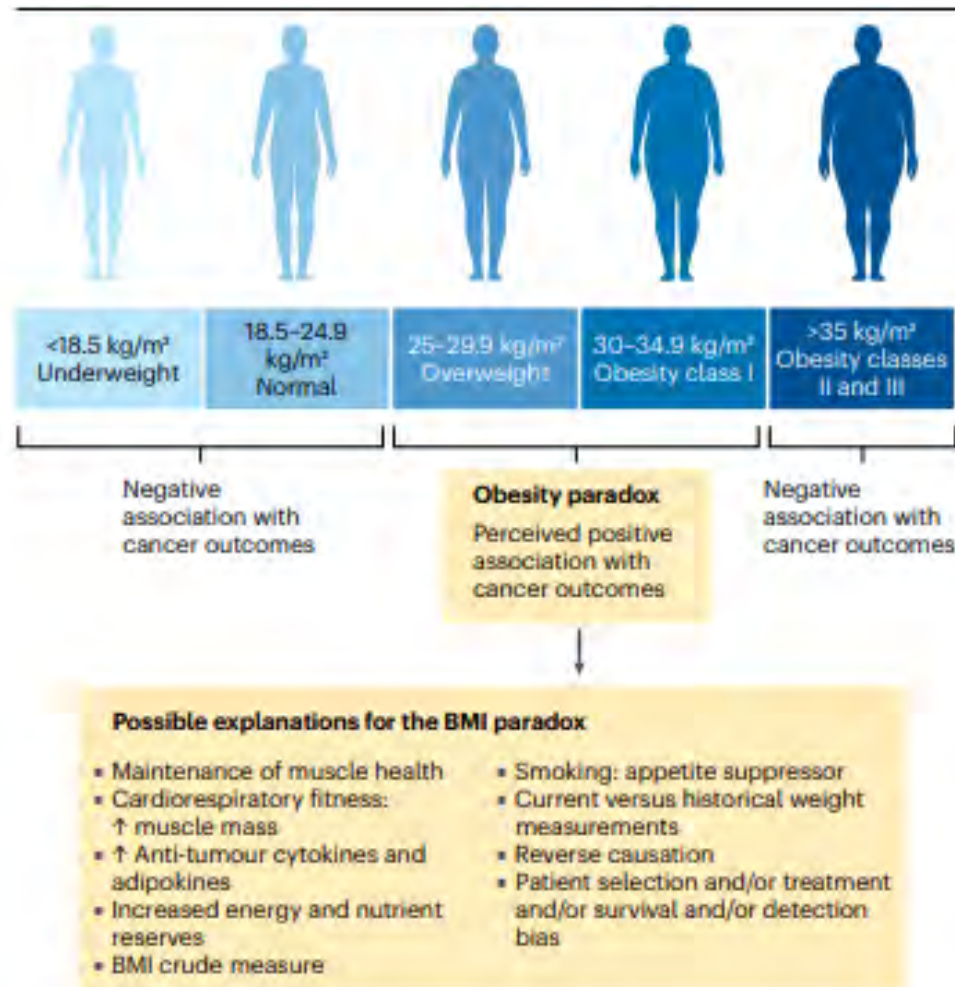 <18.5 kg/m²
Underweight
18.5–24.9
kg/m²
Normal
25–29.9 kg/m²
Overweight
30–34.9 kg/m²
Obesity class I
>35 kg/m²
Obesity classes
II and III
Negative
association with
cancer outcomes
Obesity paradox
Perceived positive
association with
cancer outcomes
Negative
association with
cancer outcomes
Possible explanations for the BMI paradox
▪ Maintenance of muscle health
▪ Cardiorespiratory fitness:
↑ muscle mass
▪ ↑ Anti-tumour cytokines and
adipokines
▪ Increased energy and nutrient
reserves
▪ BMI crude measure
▪ Smoking: appetite suppressor
▪ Current versus historical weight
measurements
▪ Reverse causation
▪ Patient selection and/or treatment
and/or survival and/or detection
bias